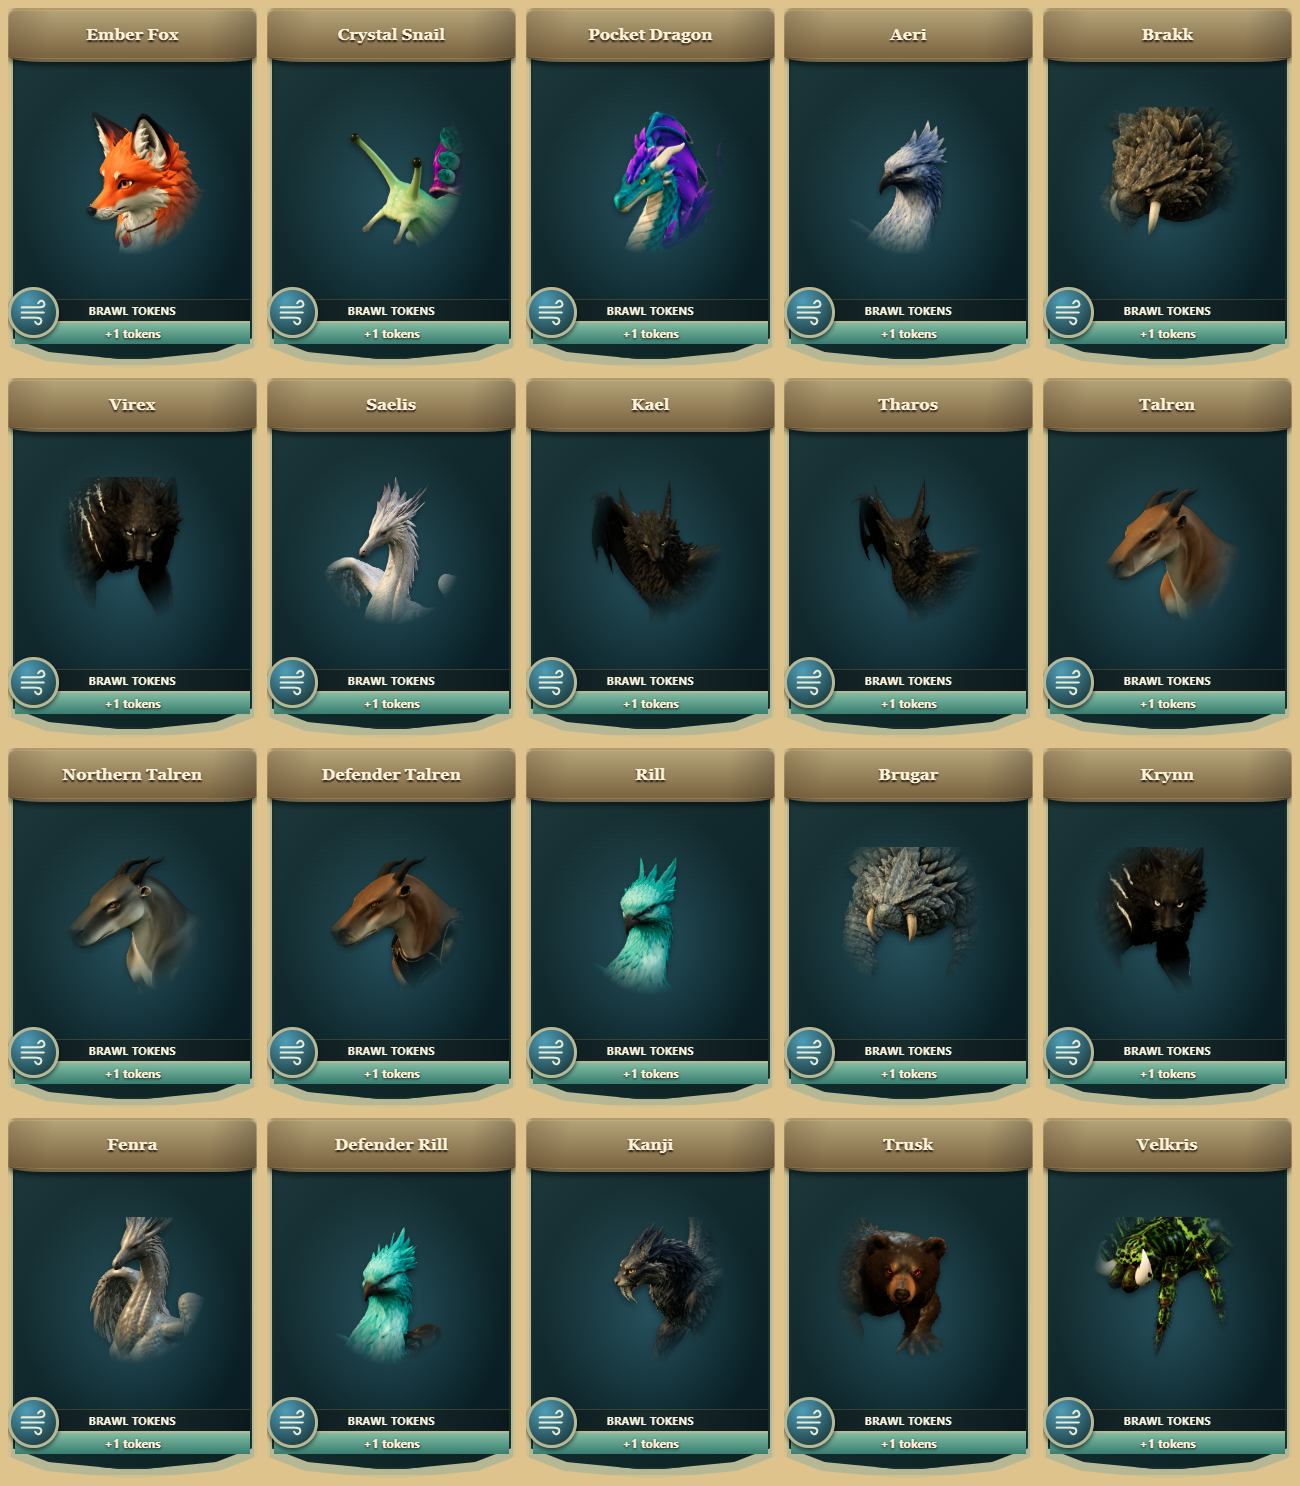 Ember Fox
Crystal Snail
Pocket Dragon
Aeri
Brakk
BRAWL TOKENS
BRAWL TOKENS
BRAWL TOKENS
BRAWL TOKENS
BRAWL TOKENS
+1 tokens
+1 tokens
+1 tokens
+1 tokens
+1 tokens
Virex
Saelis
Kael
Tharos
Talren
BRAWL TOKENS
BRAWL TOKENS
BRAWL TOKENS
BRAWL TOKENS
BRAWL TOKENS
+1 tokens
+1 tokens
+1 tokens
+1 tokens
+1 tokens
Northern Talren
Defender Talren
Rill
Brugar
Krynn
BRAWL TOKENS
BRAWL TOKENS
BRAWL TOKENS
BRAWL TOKENS
BRAWL TOKENS
+1 tokens
+1 tokens
+1 tokens
+1 tokens
+1 tokens
Fenra
Defender Rill
Kanji
Trusk
Velkris
BRAWL TOKENS
BRAWL TOKENS
BRAWL TOKENS
BRAWL TOKENS
BRAWL TOKENS
+1 tokens
+1 tokens
+1 tokens
+1 tokens
+1 tokens